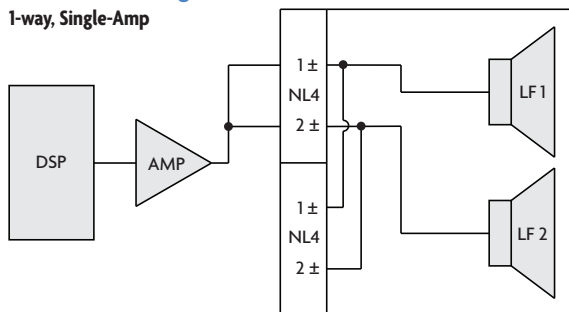 1-way, Single-Amp
DSP
AMP
1 ±
NL4
2 ±
1 ±
NL4
2 ±
LF 1
LF 2